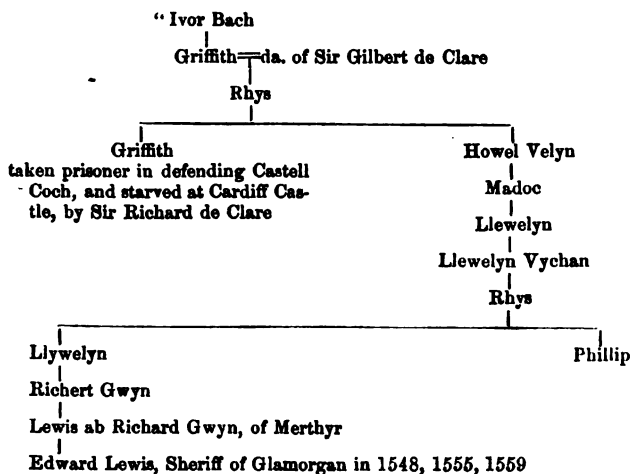 “ Ivor Bach
Griffith=da. of Sir Gilbert de Clare
Rhys
Griffith
taken prisoner in defending Castell
Coch, and starved at Cardiff Cas-
tle, by Sir Richard de Clare
Howel Velyn
Madoc
Llewelyn
Llewelyn Vychan
Rhys
Llywelyn
Phillip
Richert Gwyn
Lewis ab Richard Gwyn, of Merthyr
Edward Lewis, Sheriff of Glamorgan in 1548, 1555, 1559